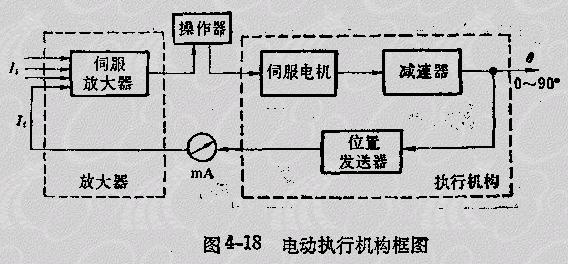 操作器
I_i
伺服
放大器
伺服电机
减速器
θ
0～90°
I_f
位置
发送器
mA
放大器
执行机构
图4-18 电动执行机构框图